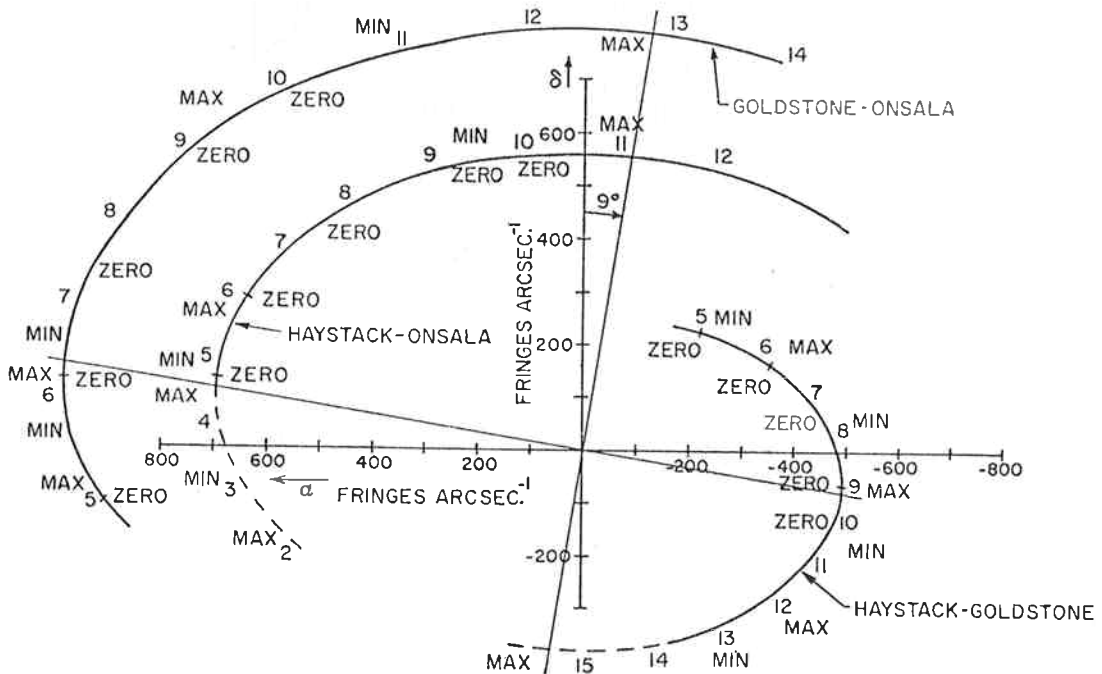 12
13
MIN 11
MAX
14
10
δ
MAX
ZERO
GOLDSTONE-ONSALA
9
ZERO
MIN
10
600
MAX
11
8
9
ZERO
ZERO
12
8
9°
ZERO
7
ZERO
400
7
6
ZERO
MAX
HAYSTACK-ONSALA
5 MIN
MIN
MIN 5
200
ZERO
6
MAX
MAX
ZERO
ZERO
MAX
ZERO
7
6
4
ZERO
8 MIN
MIN
FRINGES ARCSEC.-1
800
600
400
200
-200
-400
-600
-800
MAX
5
ZERO
MIN 3
α
FRINGES ARCSEC.-1
ZERO
9 MAX
MAX 2
ZERO
10
-200
11
MIN
12
MAX
HAYSTACK-GOLDSTONE
MAX
15
14
13
MIN